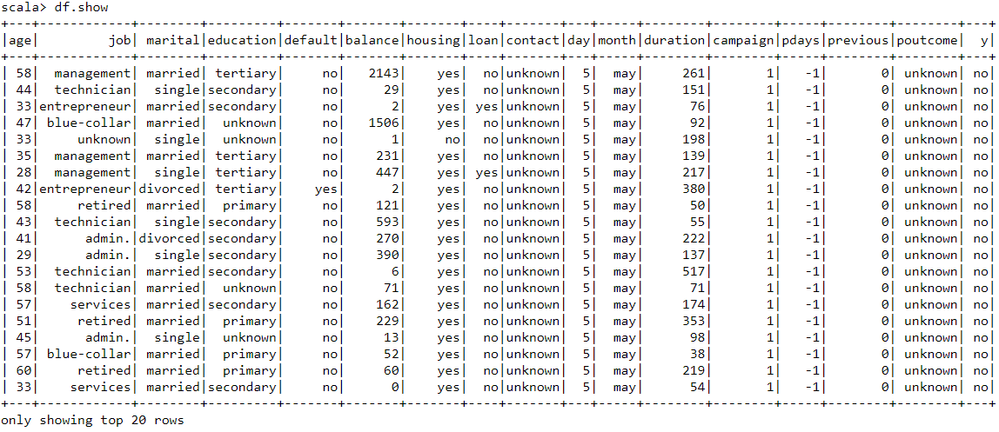 scala> df.show
+---+------------+--------+---------+-------+-------+-------+----+-------+---+-----+--------+--------+-----+--------+--------+---+
|age|         job| marital|education|default|balance|housing|loan|contact|day|month|duration|campaign|pdays|previous|poutcome|  y|
+---+------------+--------+---------+-------+-------+-------+----+-------+---+-----+--------+--------+-----+--------+--------+---+
| 58|  management| married| tertiary|     no|   2143|    yes|  no|unknown|  5|  may|     261|       1|   -1|       0| unknown| no|
| 44|  technician|  single|secondary|     no|     29|    yes|  no|unknown|  5|  may|     151|       1|   -1|       0| unknown| no|
| 33|entrepreneur| married|secondary|     no|      2|    yes| yes|unknown|  5|  may|      76|       1|   -1|       0| unknown| no|
| 47| blue-collar| married|  unknown|     no|   1506|    yes|  no|unknown|  5|  may|      92|       1|   -1|       0| unknown| no|
| 33|     unknown|  single|  unknown|     no|      1|     no|  no|unknown|  5|  may|     198|       1|   -1|       0| unknown| no|
| 35|  management| married| tertiary|     no|    231|    yes|  no|unknown|  5|  may|     139|       1|   -1|       0| unknown| no|
| 28|  management|  single| tertiary|     no|    447|    yes| yes|unknown|  5|  may|     217|       1|   -1|       0| unknown| no|
| 42|entrepreneur|divorced| tertiary|    yes|      2|    yes|  no|unknown|  5|  may|     380|       1|   -1|       0| unknown| no|
| 58|     retired| married|  primary|     no|    121|    yes|  no|unknown|  5|  may|      50|       1|   -1|       0| unknown| no|
| 43|  technician|  single|secondary|     no|    593|    yes|  no|unknown|  5|  may|      55|       1|   -1|       0| unknown| no|
| 41|      admin.|divorced|secondary|     no|    270|    yes|  no|unknown|  5|  may|     222|       1|   -1|       0| unknown| no|
| 29|      admin.|  single|secondary|     no|    390|    yes|  no|unknown|  5|  may|     137|       1|   -1|       0| unknown| no|
| 53|  technician| married|secondary|     no|      6|    yes|  no|unknown|  5|  may|     517|       1|   -1|       0| unknown| no|
| 58|  technician| married|  unknown|     no|     71|    yes|  no|unknown|  5|  may|      71|       1|   -1|       0| unknown| no|
| 57|    services| married|secondary|     no|    162|    yes|  no|unknown|  5|  may|     174|       1|   -1|       0| unknown| no|
| 51|     retired| married|  primary|     no|    229|    yes|  no|unknown|  5|  may|     353|       1|   -1|       0| unknown| no|
| 45|      admin.|  single|  unknown|     no|     13|    yes|  no|unknown|  5|  may|      98|       1|   -1|       0| unknown| no|
| 57| blue-collar| married|  primary|     no|     52|    yes|  no|unknown|  5|  may|      38|       1|   -1|       0| unknown| no|
| 60|     retired| married|  primary|     no|     60|    yes|  no|unknown|  5|  may|     219|       1|   -1|       0| unknown| no|
| 33|    services| married|secondary|     no|      0|    yes|  no|unknown|  5|  may|      54|       1|   -1|       0| unknown| no|
+---+------------+--------+---------+-------+-------+-------+----+-------+---+-----+--------+--------+-----+--------+--------+---+
only showing top 20 rows